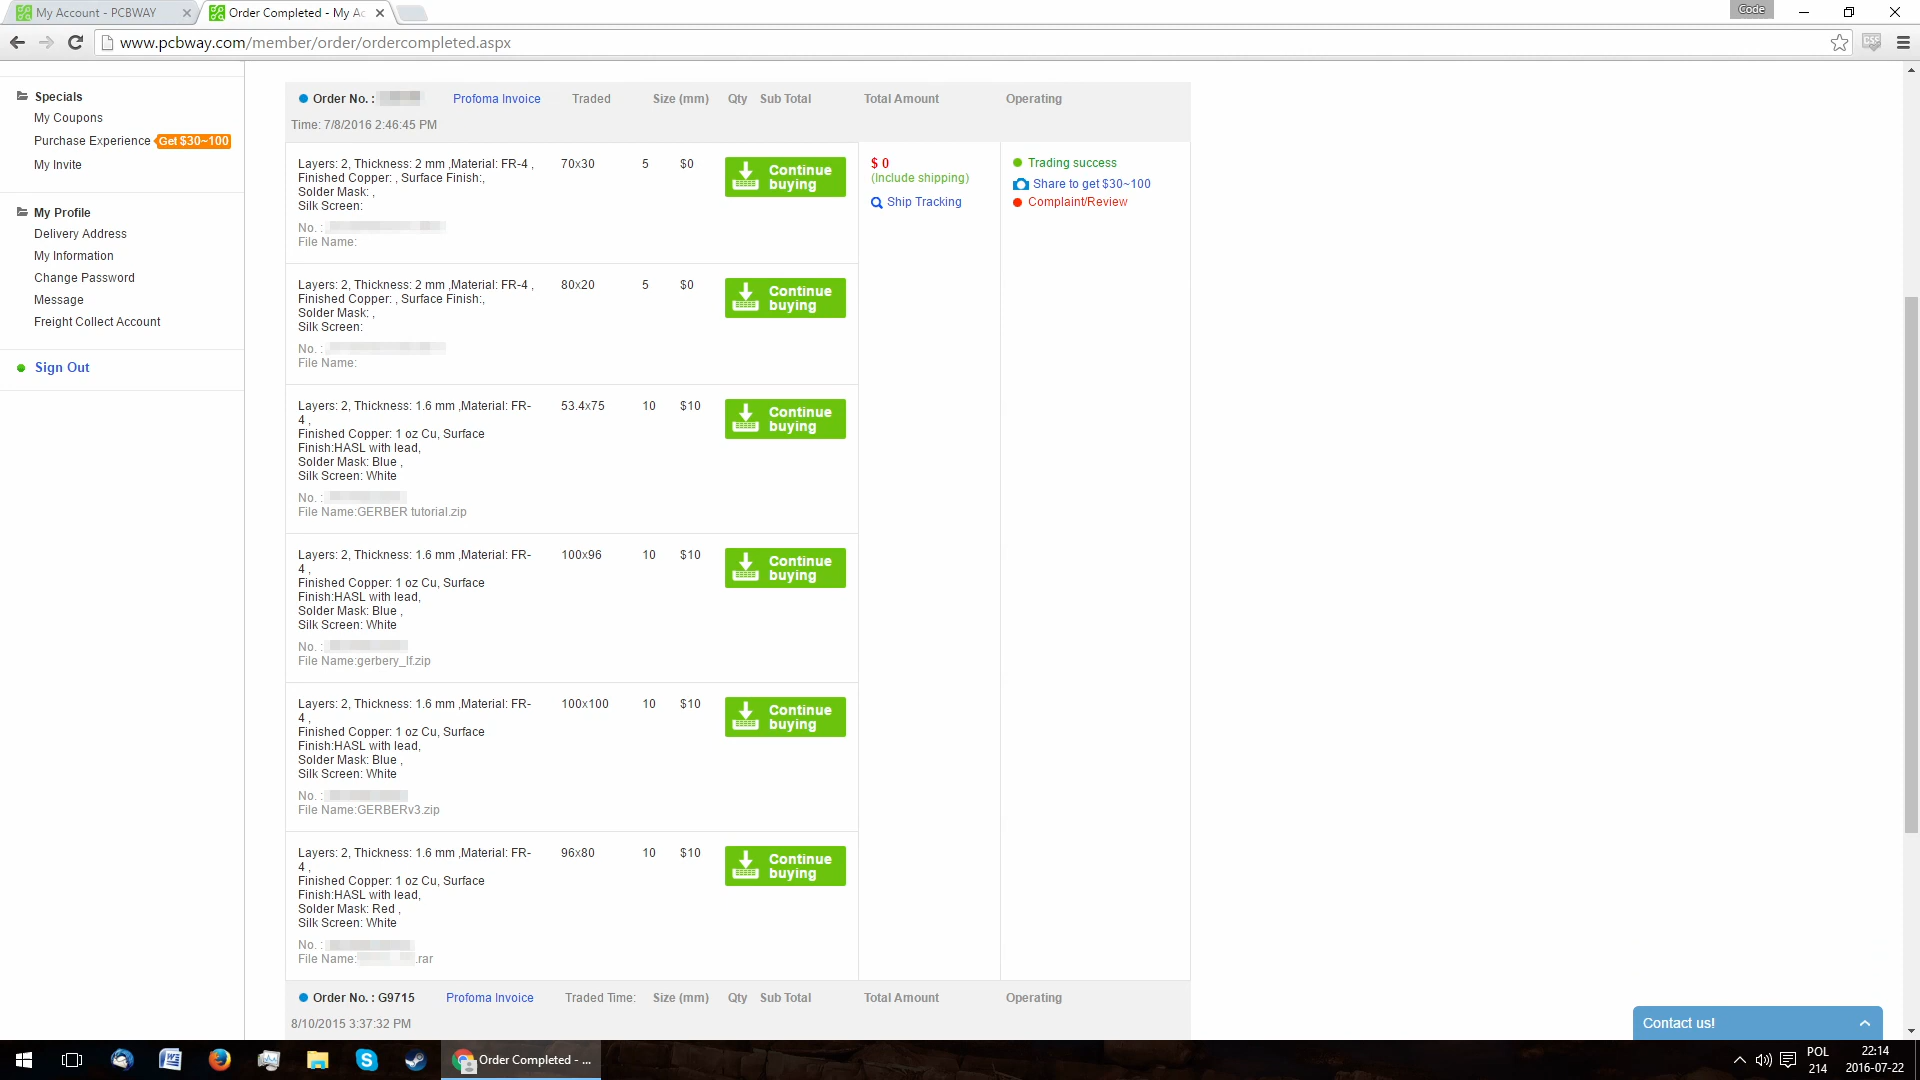 My Account - PCBWAY
Order Completed - My Ac
Code
www.pcbway.com/member/order/ordercompleted.aspx
Specials
My Coupons
Purchase Experience Get $30~100
My Invite
My Profile
Delivery Address
My Information
Change Password
Message
Freight Collect Account
Sign Out
Order No. : Profoma Invoice Traded Size (mm) Qty Sub Total Total Amount Operating
Time: 7/8/2016 2:46:45 PM
Layers: 2, Thickness: 2 mm ,Material: FR-4 , 70x30 5 $0 Continue buying
Finished Copper: , Surface Finish:,
Solder Mask: ,
Silk Screen:
No. :
File Name:
$ 0
(Include shipping)
Ship Tracking
Trading success
Share to get $30~100
Complaint/Review
Layers: 2, Thickness: 2 mm ,Material: FR-4 , 80x20 5 $0 Continue buying
Finished Copper: , Surface Finish:,
Solder Mask: ,
Silk Screen:
No. :
File Name:
Layers: 2, Thickness: 1.6 mm ,Material: FR- 53.4x75 10 $10 Continue buying
4 ,
Finished Copper: 1 oz Cu, Surface
Finish:HASL with lead,
Solder Mask: Blue ,
Silk Screen: White
No. :
File Name:GERBER tutorial.zip
Layers: 2, Thickness: 1.6 mm ,Material: FR- 100x96 10 $10 Continue buying
4 ,
Finished Copper: 1 oz Cu, Surface
Finish:HASL with lead,
Solder Mask: Blue ,
Silk Screen: White
No. :
File Name:gerbery_lf.zip
Layers: 2, Thickness: 1.6 mm ,Material: FR- 100x100 10 $10 Continue buying
4 ,
Finished Copper: 1 oz Cu, Surface
Finish:HASL with lead,
Solder Mask: Blue ,
Silk Screen: White
No. :
File Name:GERBERv3.zip
Layers: 2, Thickness: 1.6 mm ,Material: FR- 96x80 10 $10 Continue buying
4 ,
Finished Copper: 1 oz Cu, Surface
Finish:HASL with lead,
Solder Mask: Red ,
Silk Screen: White
No. :
File Name: .rar
Order No. : G9715 Profoma Invoice Traded Time: Size (mm) Qty Sub Total Total Amount Operating
8/10/2015 3:37:32 PM
Contact us!
Order Completed - ...
POL
214
22:14
2016-07-22